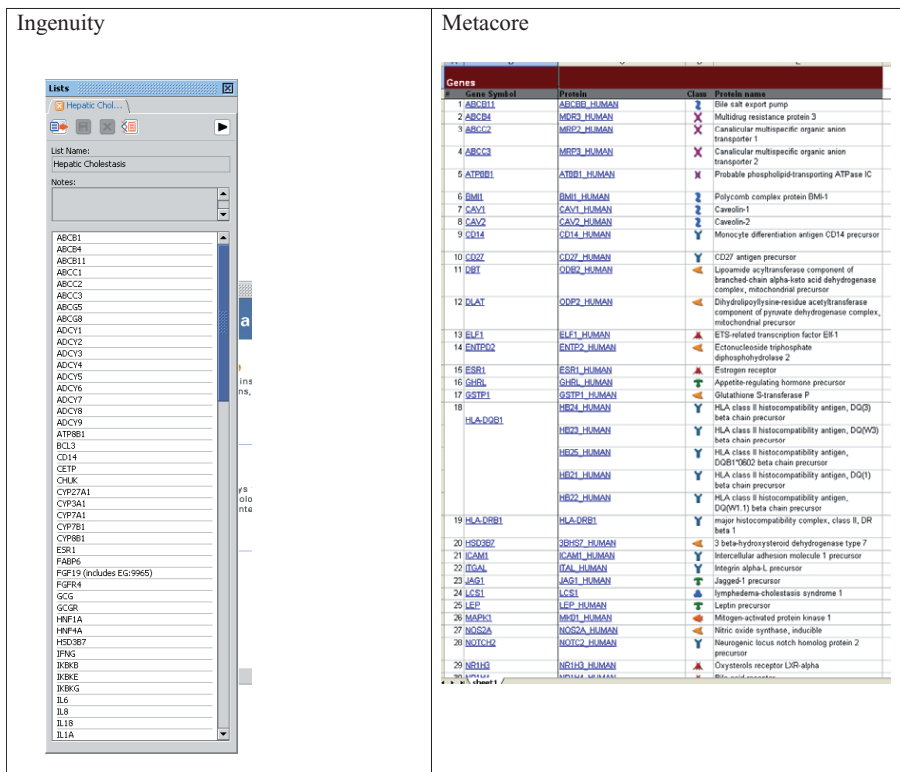 Ingenuity
Lists
Hepatic Chol...
List Name:
Hepatic Cholestasis
Notes:
ABCB1
ABCB4
ABCB11
ABCC1
ABCC2
ABCC3
ABCG5
ABCG8
ADCY1
ADCY2
ADCY3
ADCY4
ADCY5
ADCY6
ADCY7
ADCY8
ADCY9
ATP8B1
BCL3
CD14
CETP
CHUK
CYP27A1
CYP3A1
CYP7A1
CYP7B1
CYP8B1
ESR1
FABP6
FGF19 (includes EG:9965)
FGFR4
GCG
GCGR
HNF1A
HNF4A
HSD3B7
IFNG
IKBKB
IKBKE
IKBKG
IL6
IL8
IL18
IL1A
a
ins
ns,
ys
olo
nte
Metacore
Genes
# Gene Symbol Protein Class Protein name
1 ABCB11 ABCBB_HUMAN Bile salt export pump
2 ABCB4 MDR3_HUMAN Multidrug resistance protein 3
3 ABCC2 MRP2_HUMAN Canalicular multispecific organic anion
transporter 1
4 ABCC3 MRP3_HUMAN Canalicular multispecific organic anion
transporter 2
5 ATP8B1 AT8B1_HUMAN Probable phospholipid-transporting ATPase IC
6 BMI1 BMI1_HUMAN Polycomb complex protein BMI-1
7 CAV1 CAV1_HUMAN Caveolin-1
8 CAV2 CAV2_HUMAN Caveolin-2
9 CD14 CD14_HUMAN Monocyte differentiation antigen CD14 precursor
10 CD27 CD27_HUMAN CD27 antigen precursor
11 DBT ODB2_HUMAN Lipoamide acyltransferase component of
branched-chain alpha-keto acid dehydrogenase
complex, mitochondrial precursor
12 DLAT ODP2_HUMAN Dihydrolipoyllysine-residue acetyltransferase
component of pyruvate dehydrogenase complex,
mitochondrial precursor
13 ELF1 ELF1_HUMAN ETS-related transcription factor Elf-1
14 ENTPD2 ENTP2_HUMAN Ectonucleoside triphosphate
diphosphohydrolase 2
15 ESR1 ESR1_HUMAN Estrogen receptor
16 GHRL GHRL_HUMAN Appetite-regulating hormone precursor
17 GSTP1 GSTP1_HUMAN Glutathione S-transferase P
18 HLA-DQB1 HB24_HUMAN HLA class II histocompatibility antigen, DQ(3)
beta chain precursor
HB23_HUMAN HLA class II histocompatibility antigen, DQ(W3)
beta chain precursor
HB25_HUMAN HLA class II histocompatibility antigen,
DQB1*0602 beta chain precursor
HB21_HUMAN HLA class II histocompatibility antigen, DQ(1)
beta chain precursor
HB22_HUMAN HLA class II histocompatibility antigen,
DQ(W1.1) beta chain precursor
19 HLA-DRB1 HLA-DRB1 major histocompatibility complex, class II, DR
beta 1
20 HSD3B7 3BHS7_HUMAN 3 beta-hydroxysteroid dehydrogenase type 7
21 ICAM1 ICAM1_HUMAN Intercellular adhesion molecule 1 precursor
22 ITGAL ITAL_HUMAN Integrin alpha-L precursor
23 JAG1 JAG1_HUMAN Jagged-1 precursor
24 LCS1 LCS1 lymphedema-cholestasis syndrome 1
25 LEP LEP_HUMAN Leptin precursor
26 MAPK1 MK01_HUMAN Mitogen-activated protein kinase 1
27 NOS2A NOS2A_HUMAN Nitric oxide synthase, inducible
28 NOTCH2 NOTC2_HUMAN Neurogenic locus notch homolog protein 2
precursor
29 NR1H3 NR1H3_HUMAN Oxysterols receptor LXR-alpha
30 NR1H4 NR1H4_HUMAN Bile acid receptor
sheet1